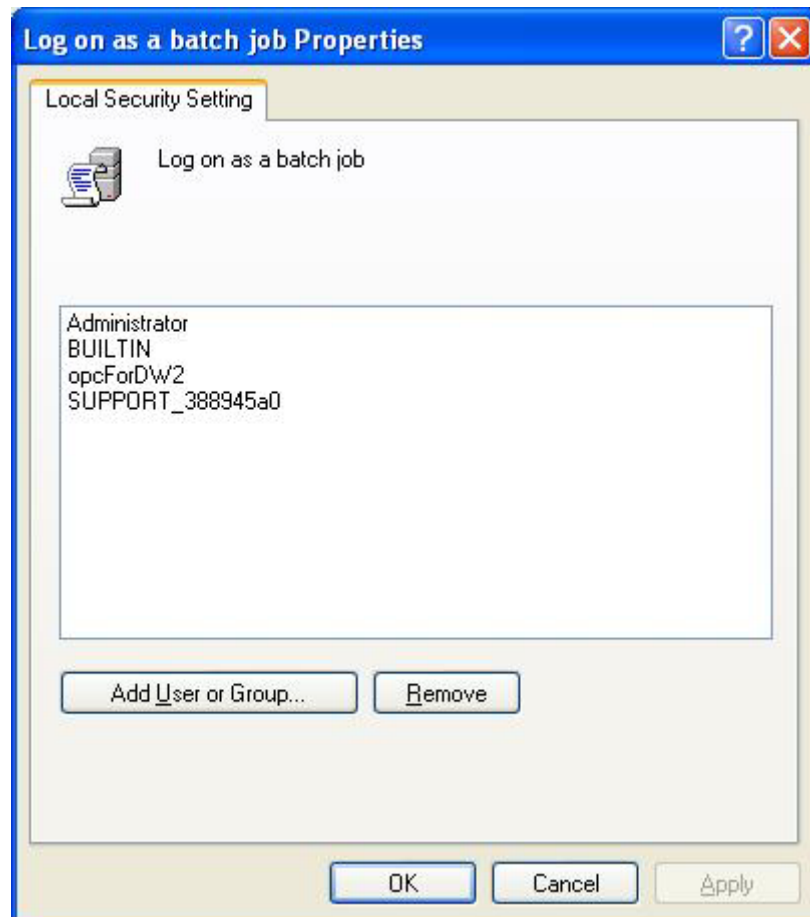 Log on as a batch job Properties
Local Security Setting
Log on as a batch job
Administrator
BUILTIN
opcForDW2
SUPPORT_388945a0
Add User or Group... Remove
OK Cancel Apply